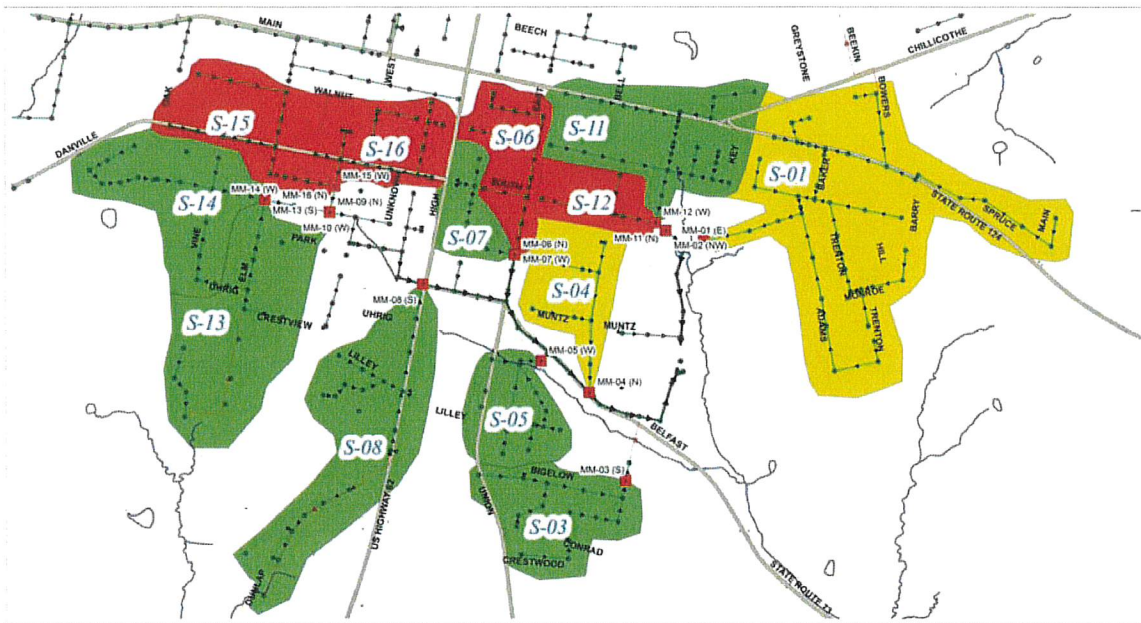 MAIN
BEECH
GREYSTONE
BEEKIN
CHILLICOTHE
WEST
BELL
BOWERS
WALNUT
EAST
S-15
S-06
S-11
S-16
KEY
DANVILLE
S-01
BAKER
MM-15 (W)
SOUTH
MM-14 (W)
MM-16 (N)
S-14
S-12
SPRUCE
MAIN
STATE ROUTE 124
HIGH
MM-13 (S)
MM-09 (N)
MM-12 (W)
BARRY
MM-10 (W)
PARK
S-07
MM-11 (N)
MM-01 (E)
MM-02 (NW)
VINE
MM-06 (N)
MM-07 (W)
TRENTON
HILL
ELM
UHRIG
MM-08 (S)
S-04
MONROE
CRESTVIEW
UHRIG
MUNTZ
MUNTZ
ADAMS
TRENTON
S-13
LILLEY
MM-05 (W)
MM-04 (N)
LILLEY
S-05
BELFAST
S-08
BIGELOW
MM-03 (S)
US HIGHWAY 62
UNION
S-03
CONRAD
CRESTWOOD
DUNLAP
STATE ROUTE 73